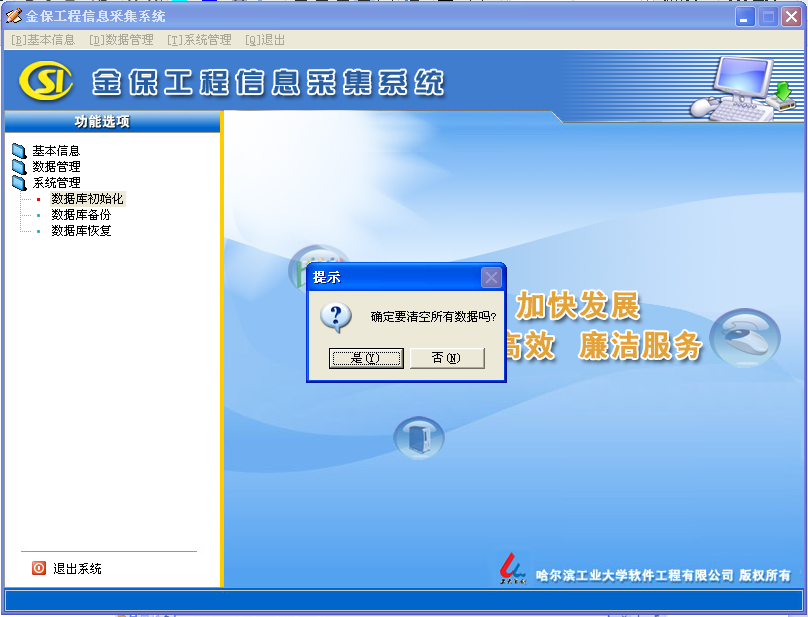 金保工程信息采集系统
[B]基本信息 [D]数据管理 [T]系统管理 [Q]退出
SI 金保工程信息采集系统
功能选项
基本信息
数据管理
系统管理
数据库初始化
数据库备份
数据库恢复
提示
确定要清空所有数据吗?
是(Y) 否(N)
加快发展
高效 廉洁服务
退出系统
哈尔滨工业大学软件工程有限公司 版权所有